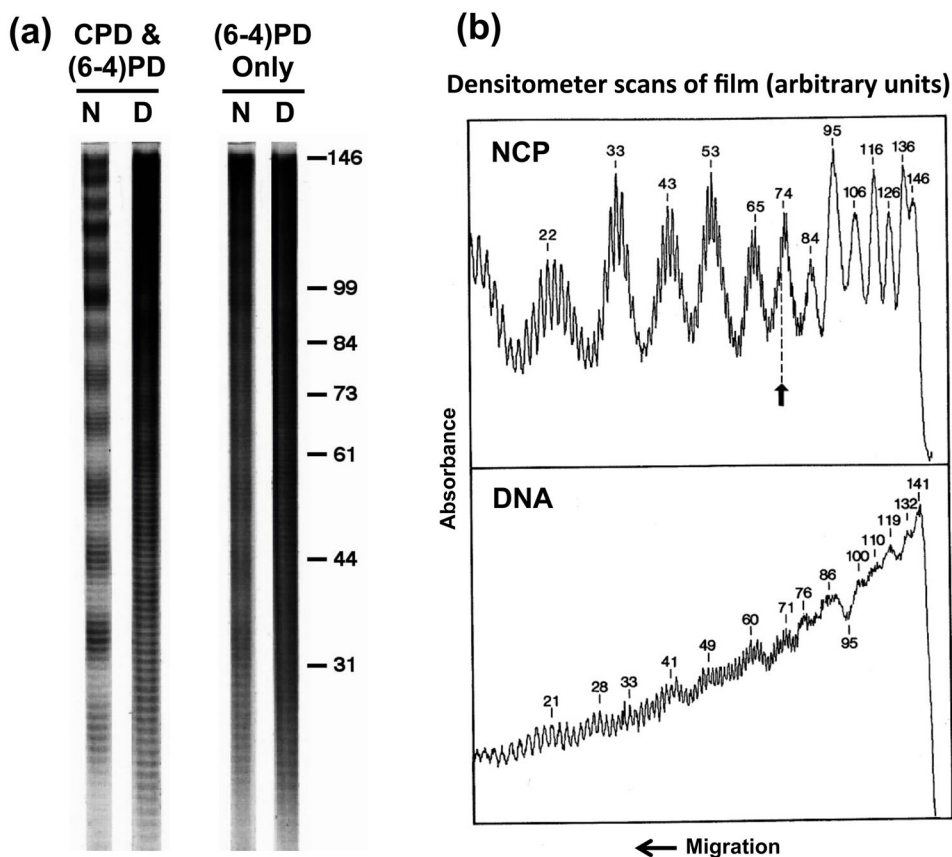 (a)
CPD &
(6-4)PD
(6-4)PD
Only
N D N D
146
99
84
73
61
44
31
(b)
Densitometer scans of film (arbitrary units)
Absorbance
NCP
22 33 43 53 65 74 84 95 106 116 126 136 146
DNA
21 28 33 41 49 60 71 76 86 95 100 110 119 132 141
Migration